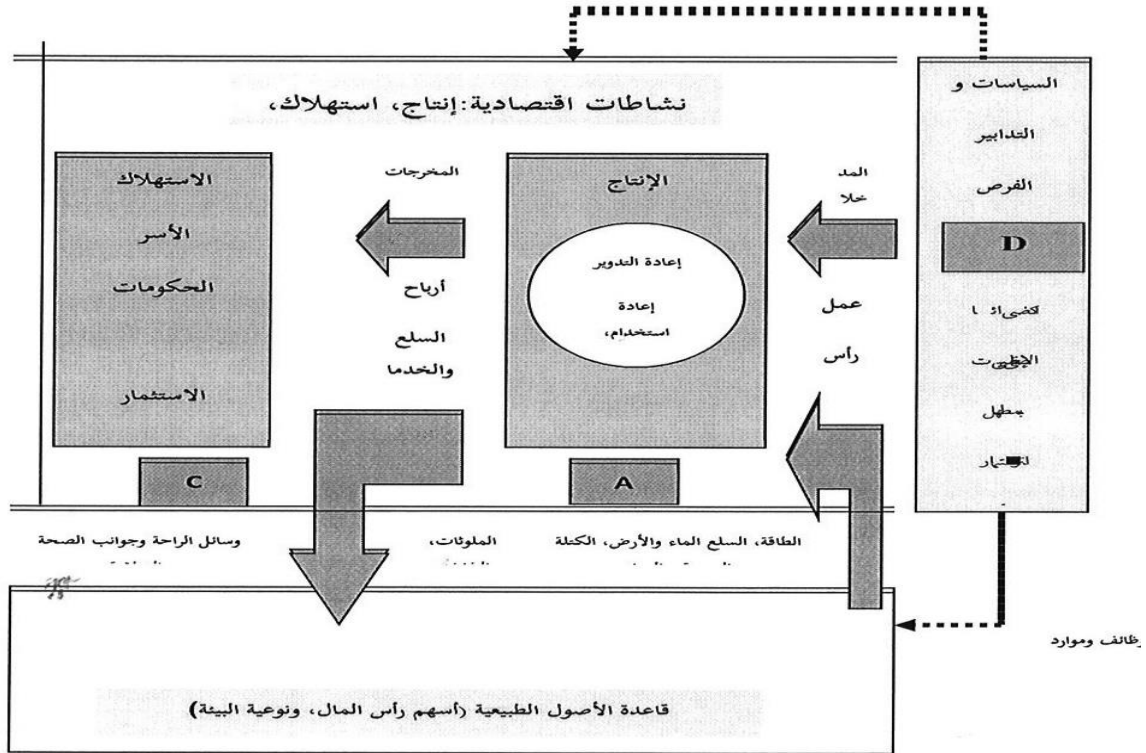 نشاطات اقتصادية:إنتاج، استهلاك،
السياسات و
التدابير
الفرص
D
المد
خلا
عمل
رأس
الإنتاج
إعادة التدوير
إعادة
استخدام،
A
المخرجات
أرباح
السلع
والخدما
الاستهلاك
الأسر
الحكومات
الاستثمار
C
الطاقة، السلع الماء والأرض، الكتلة
الملوثات،
وسائل الراحة وجوانب الصحة
وموارد
قاعدة الأصول الطبيعية (رأسهم رأس المال، ونوعية البيئة)